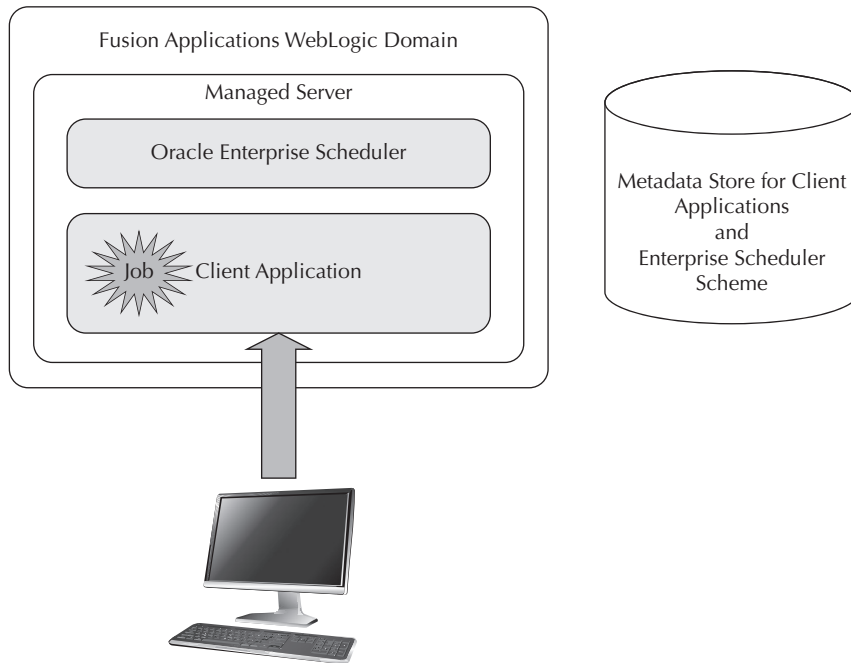 Fusion Applications WebLogic Domain
Managed Server
Oracle Enterprise Scheduler
Job
Client Application
Metadata Store for Client
Applications
and
Enterprise Scheduler
Scheme